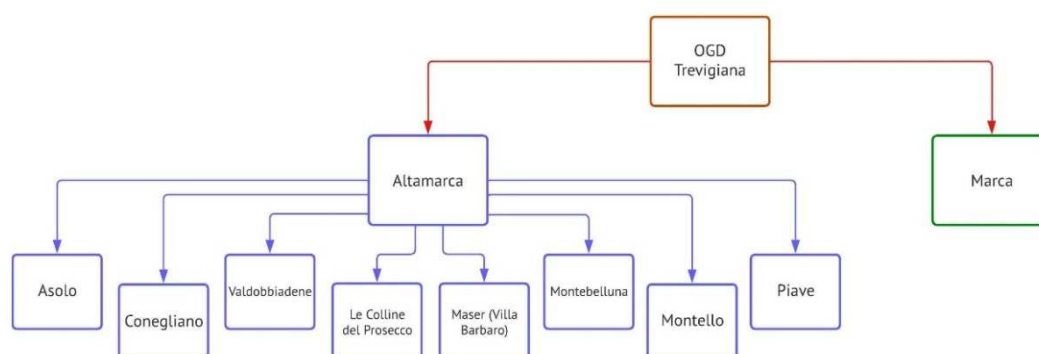 OGD
Trevigiana
Altamarca
Marca
Asolo
Conegliano
Valdobbiadene
Le Colline
del Prosecco
Maser (Villa
Barbaro)
Montebelluna
Montello
Piave